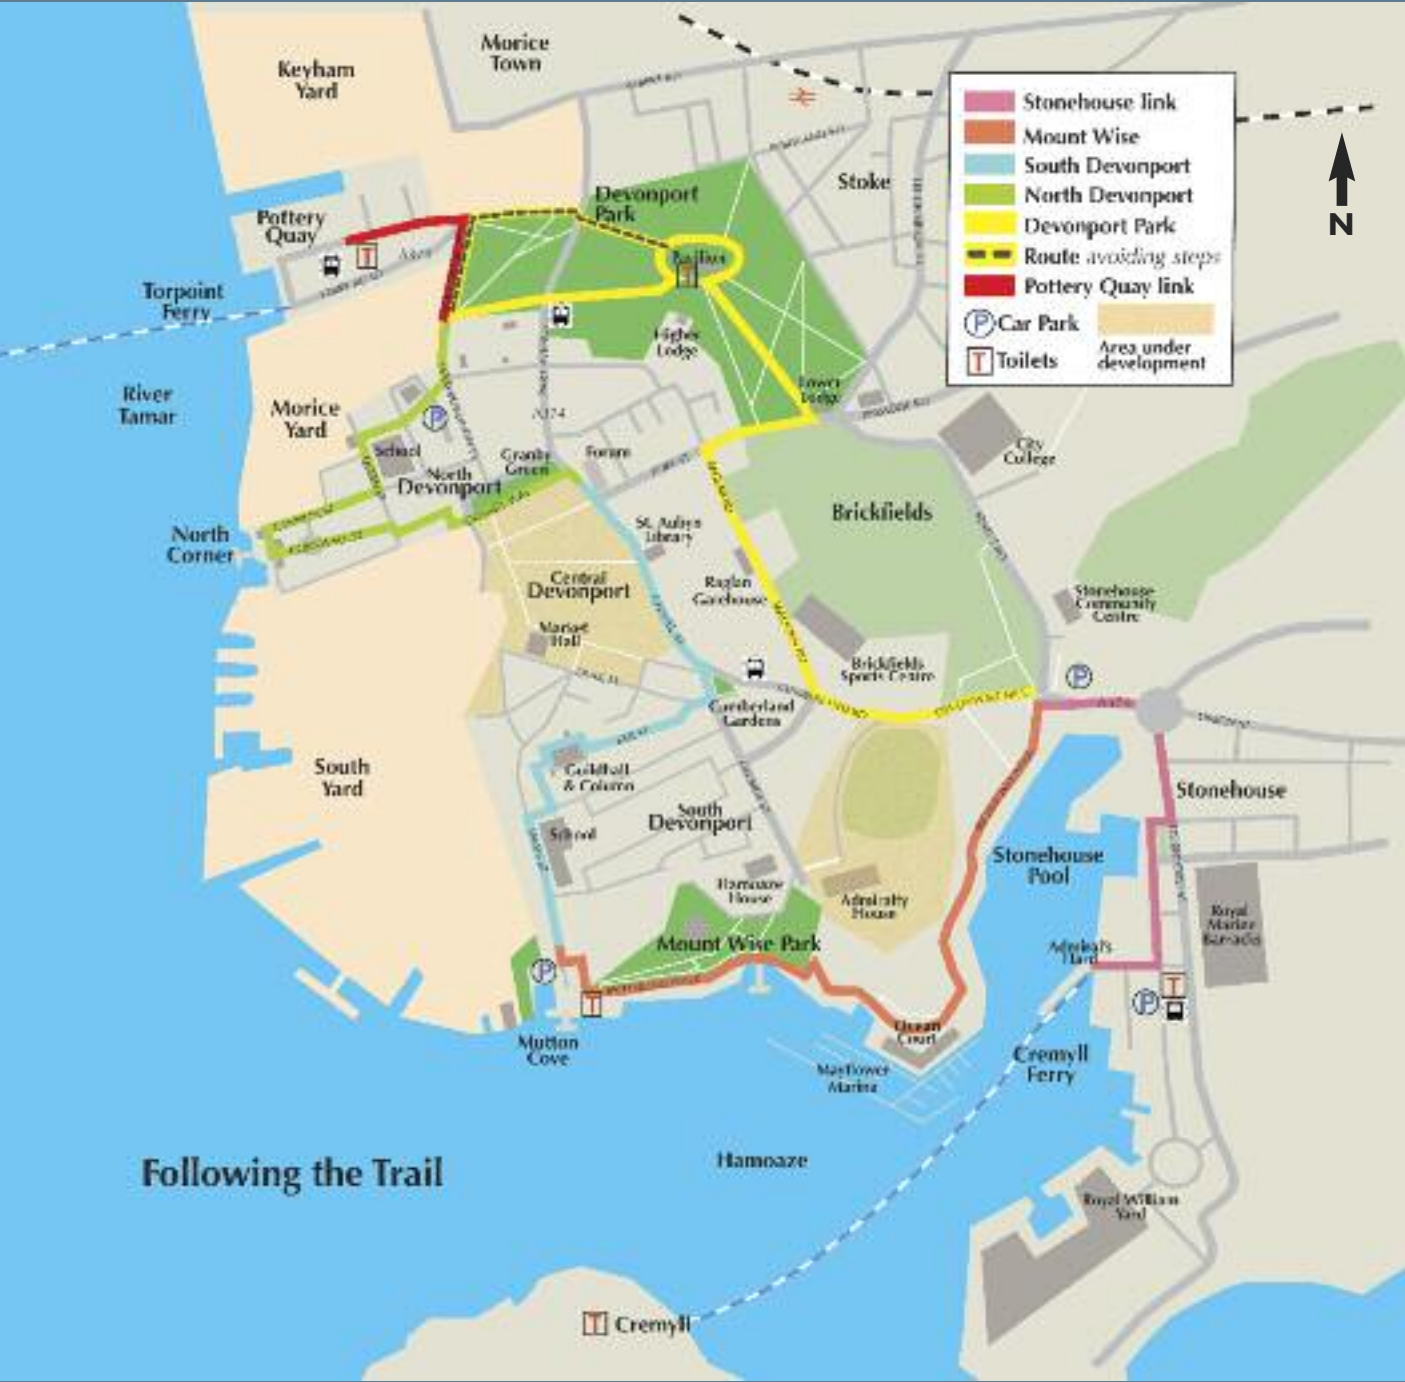 Morice
Town
Keyham
Yard
Stonehouse link
Mount Wise
South Devonport
North Devonport
Devonport Park
Route avoiding steps
Pottery Quay link
P Car Park
T Toilets
Area under
development
N
Stoke
Devonport
Park
Pottery
Quay
T
Torpoint
Ferry
Pavilion
T
Higher
Lodge
Lower
Lodge
River
Tamar
Morice
Yard
P
A374
School
North
Devonport
Granby
Green
Forum
City
College
North
Corner
Brickfields
St. Aubyn
Library
Central
Devonport
Raglan
Gatehouse
Market
Hall
Stonehouse
Community
Centre
Brickfields
Sports Centre
P
Cumberland
Gardens
A374
South
Yard
Guildhall
& Column
Stonehouse
South
Devonport
School
Stonehouse
Pool
Hamoaze
House
Admiralty
House
Royal
Marine
Barracks
Mount Wise Park
Admiral's
Hard
P
T
T
P
Mutton
Cove
Ocean
Court
Cremyll
Ferry
Mayflower
Marina
Following the Trail
Hamoaze
Royal William
Yard
T Cremyll